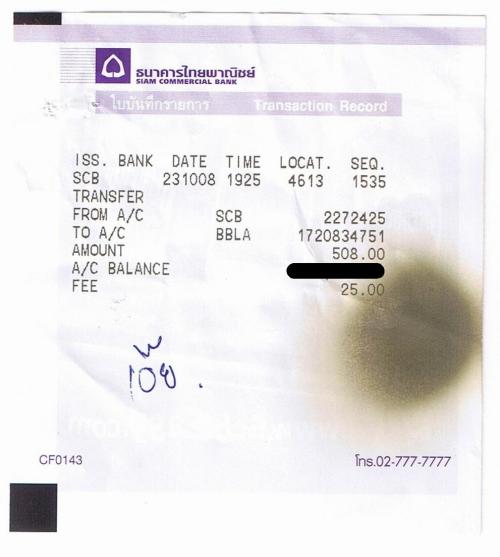 ธนาคารไทยพาณิชย์
SIAM COMMERCIAL BANK
ใบบันทึกรายการ Transaction Record
ISS. BANK DATE TIME LOCAT. SEQ.
SCB 231008 1925 4613 1535
TRANSFER
FROM A/C SCB 2272425
TO A/C BBLA 1720834751
AMOUNT 508.00
A/C BALANCE
FEE 25.00
CF0143 โทร.02-777-7777